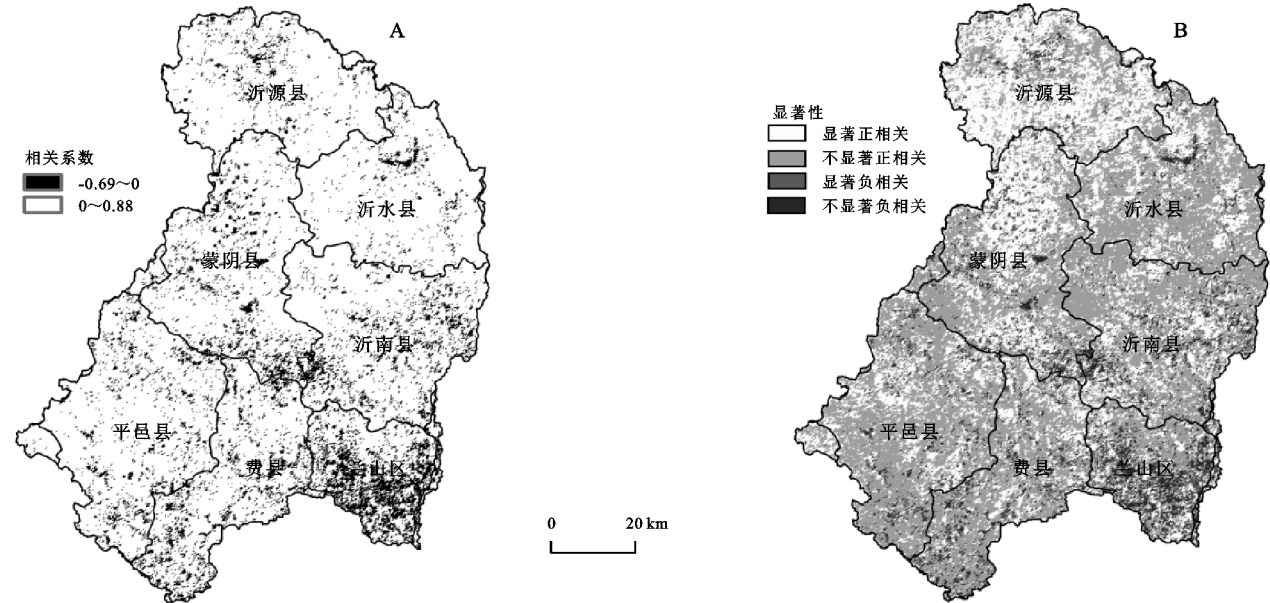 A
沂源县
相关系数
-0.69～0
0～0.88
沂水县
蒙阴县
沂南县
平邑县
费县
兰山区
0 20 km
B
沂源县
显著性
显著正相关
不显著正相关
显著负相关
不显著负相关
沂水县
蒙阴县
沂南县
平邑县
费县
兰山区